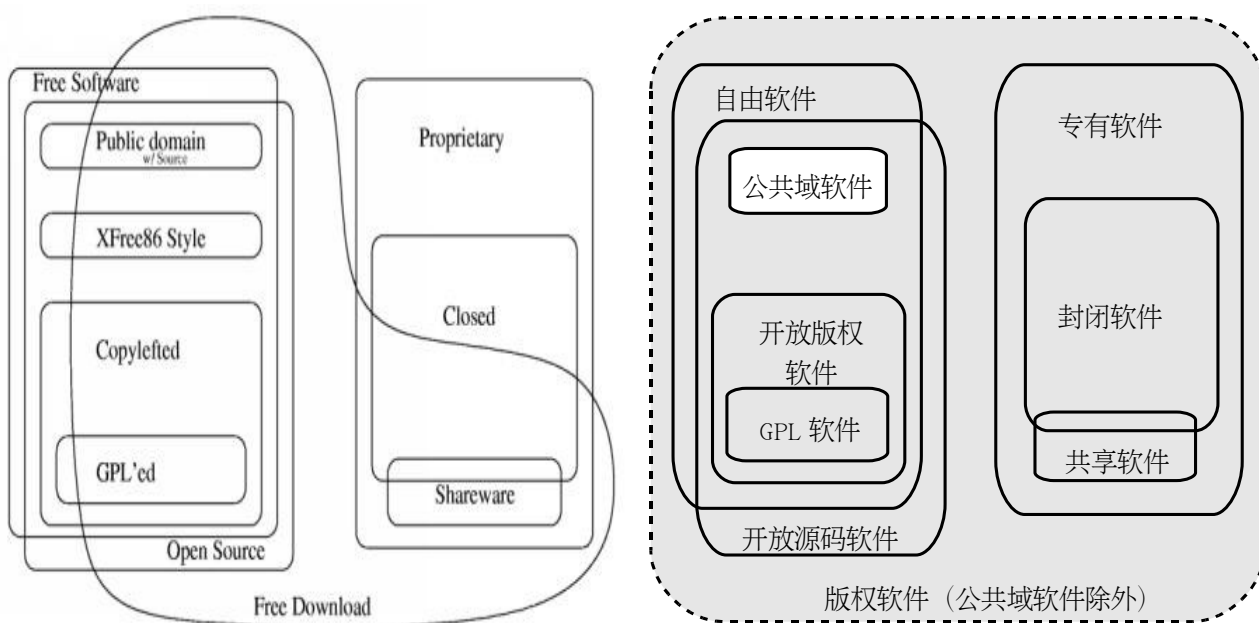 Free Software
Public domain
w/ Source
XFree86 Style
Copylefted
GPL'ed
Open Source
Free Download
Proprietary
Closed
Shareware
自由软件
公共域软件
开放版权
软件
GPL 软件
开放源码软件
专有软件
封闭软件
共享软件
版权软件（公共域软件除外）